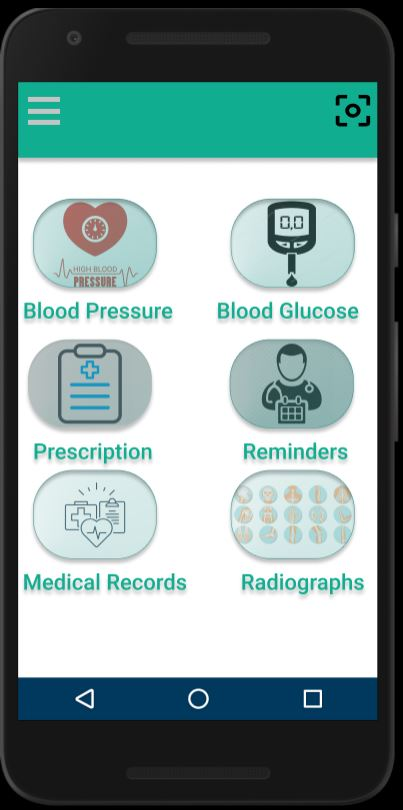 HIGH BLOOD
PRESSURE
0,0
Blood Pressure
Blood Glucose
Prescription
Reminders
Medical Records
Radiographs